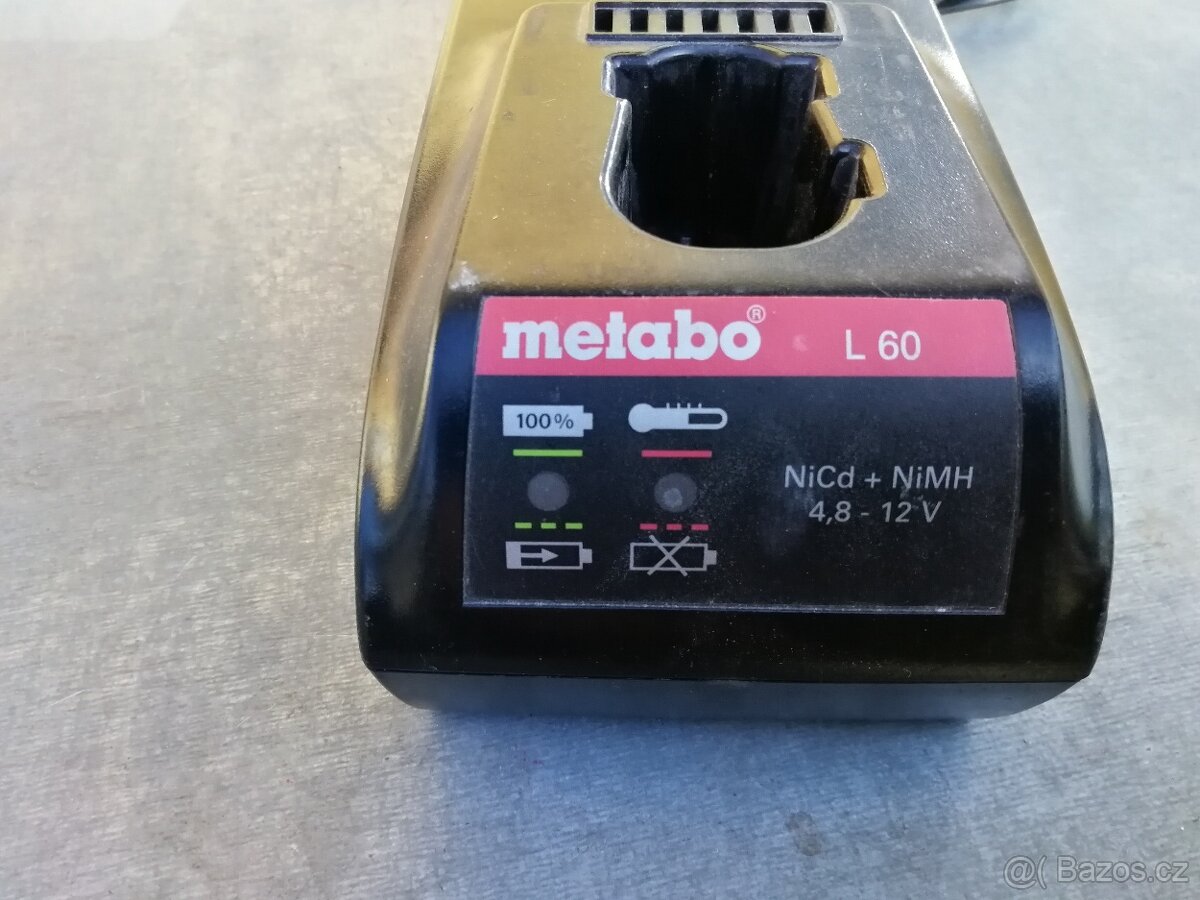 metabo® L 60
100%
NiCd + NiMH
4,8 - 12 V
@( Bazos.cz